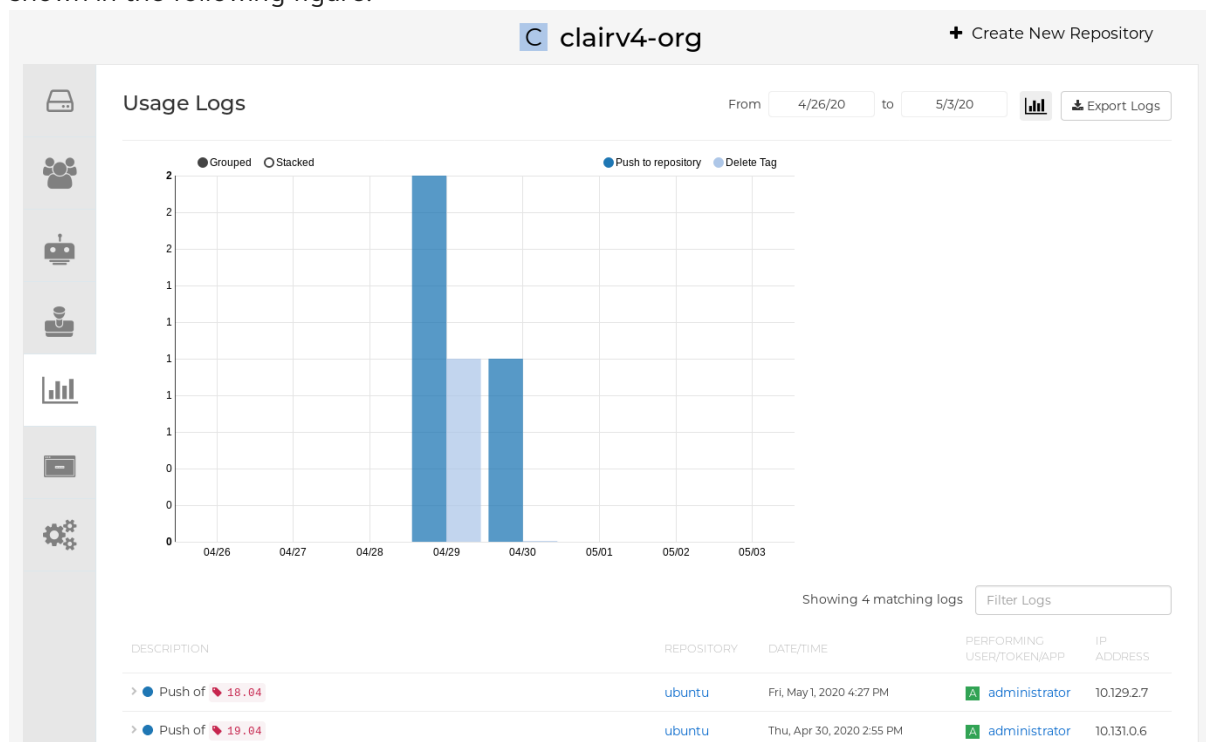 shown in the following figure:
C clairv4-org
+ Create New Repository
Usage Logs
From 4/26/20 to 5/3/20
Export Logs
Grouped Stacked
Push to repository Delete Tag
2
2
2
1
1
1
1
1
0
0
0
04/26 04/27 04/28 04/29 04/30 05/01 05/02 05/03
Showing 4 matching logs Filter Logs
DESCRIPTION REPOSITORY DATE/TIME PERFORMING USER/TOKEN/APP IP ADDRESS
Push of 18.04 ubuntu Fri, May 1, 2020 4:27 PM A administrator 10.129.2.7
Push of 19.04 ubuntu Thu, Apr 30, 2020 2:55 PM A administrator 10.131.0.6